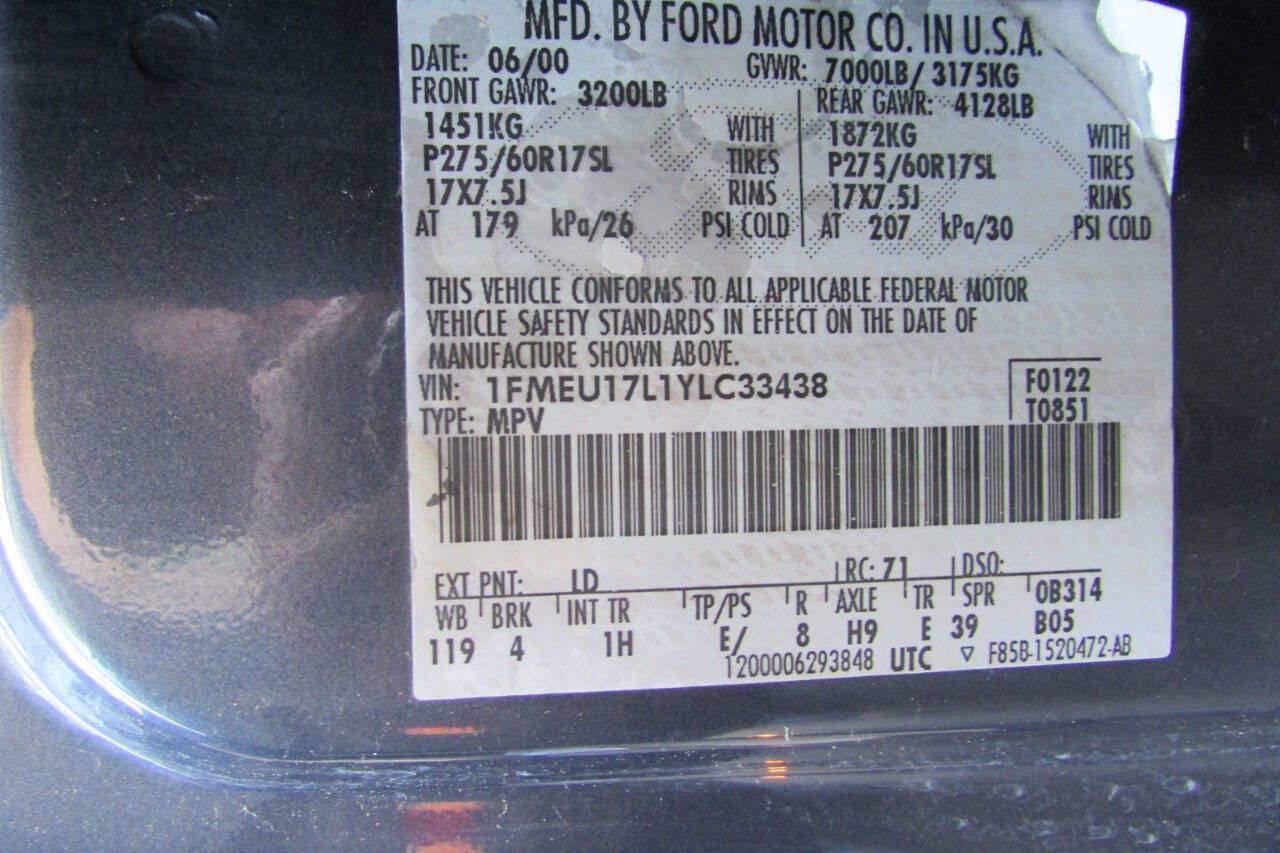 MFD. BY FORD MOTOR CO. IN U.S.A.
DATE: 06/00 GVWR: 7000LB/ 3175KG
FRONT GAWR: 3200LB REAR GAWR: 4128LB
1451KG WITH 1872KG WITH
P275/60R17SL TIRES P275/60R17SL TIRES
17X7.5J RIMS 17X7.5J RIMS
AT 179 kPa/26 PSI COLD AT 207 kPa/30 PSI COLD
THIS VEHICLE CONFORMS TO ALL APPLICABLE FEDERAL MOTOR
VEHICLE SAFETY STANDARDS IN EFFECT ON THE DATE OF
MANUFACTURE SHOWN ABOVE.
VIN: 1FMEU17L1YLC33438 F0122
TYPE: MPV T0851
EXT PNT: LD RC: 71 DSO:
WB BRK INT TR TP/PS R AXLE TR SPR 0B314
119 4 1H E/ 8 H9 E 39 B05
1200006293848 UTC ▽ F85B-1520472-AB